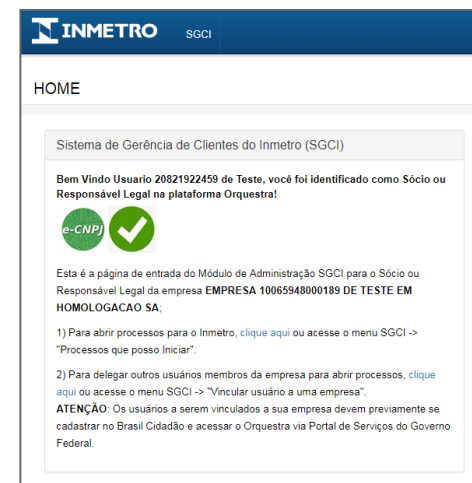 INMETRO SGCI
HOME
Sistema de Gerência de Clientes do Inmetro (SGCI)
Bem Vindo Usuario 20821922459 de Teste, você foi identificado como Sócio ou
Responsável Legal na plataforma Orquestra!
e-CNPJ
Esta é a página de entrada do Módulo de Administração SGCI para o Sócio ou
Responsável Legal da empresa EMPRESA 10065948000189 DE TESTE EM
HOMOLOGACAO SA;
1) Para abrir processos para o Inmetro, clique aqui ou acesse o menu SGCI ->
"Processos que posso Iniciar".
2) Para delegar outros usuários membros da empresa para abrir processos, clique
aqui ou acesse o menu SGCI -> "Vincular usuário a uma empresa".
ATENÇÃO: Os usuários a serem vinculados a sua empresa devem previamente se
cadastrar no Brasil Cidadão e acessar o Orquestra via Portal de Serviços do Governo
Federal.